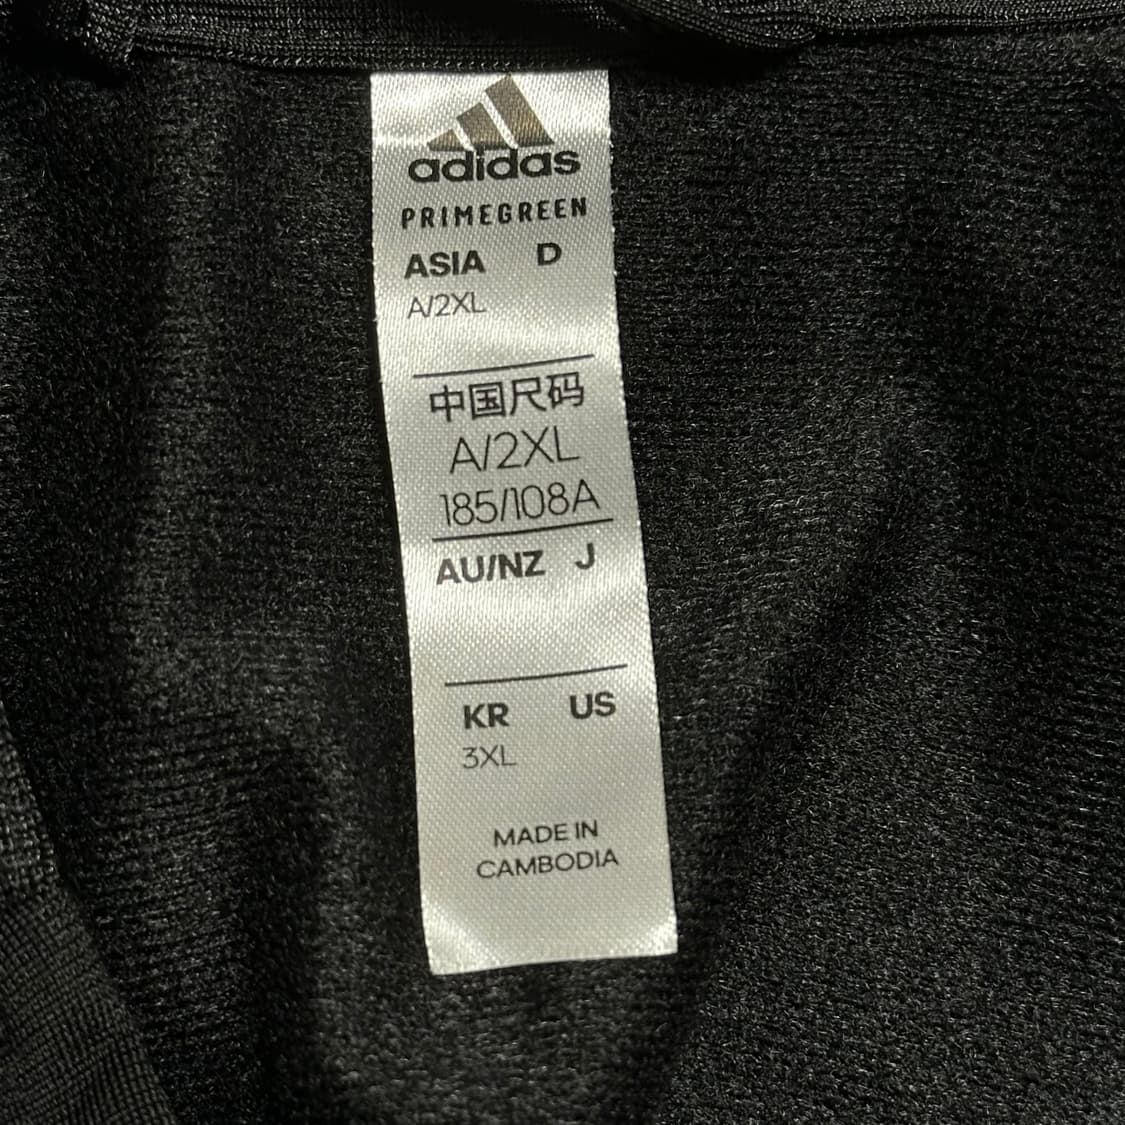 adidas
PRIMEGREEN
ASIA D
A/2XL
中国尺码
A/2XL
185/108A
AU/NZ J
KR US
3XL
MADE IN
CAMBODIA